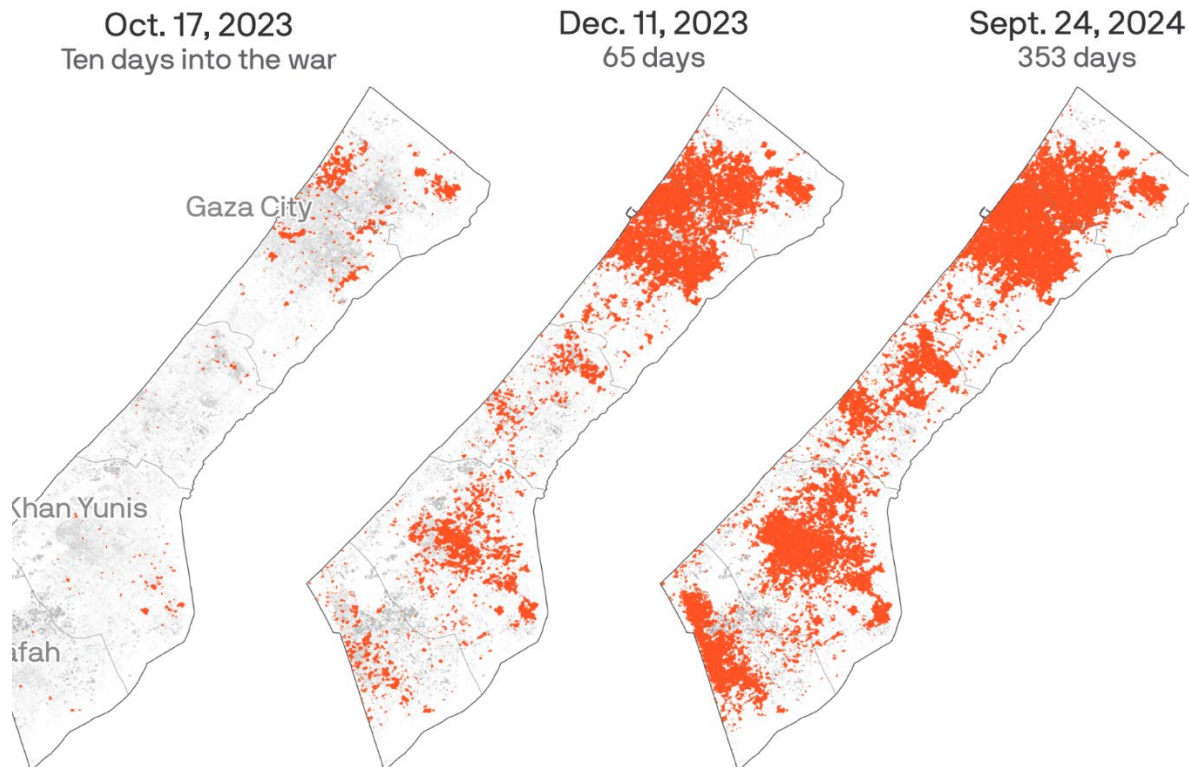 Oct. 17, 2023
Ten days into the war
Dec. 11, 2023
65 days
Sept. 24, 2024
353 days
Gaza City
Khan Yunis
afah